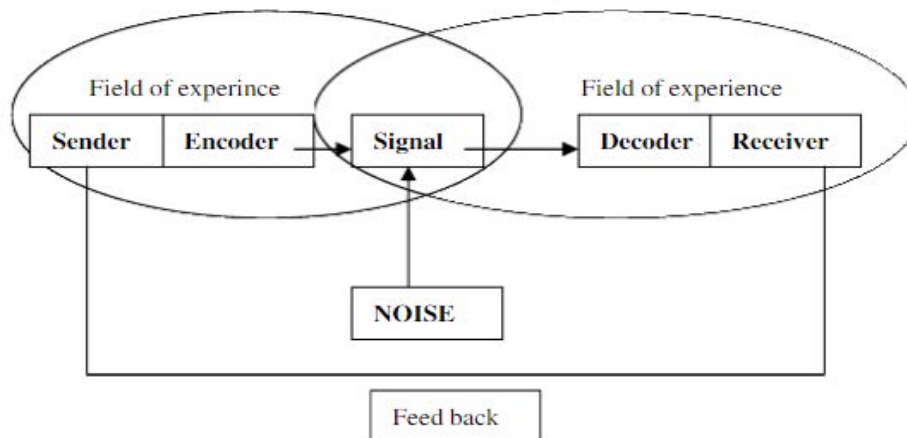 Field of experince
Field of experience
Sender Encoder Signal Decoder Receiver
NOISE
Feed back